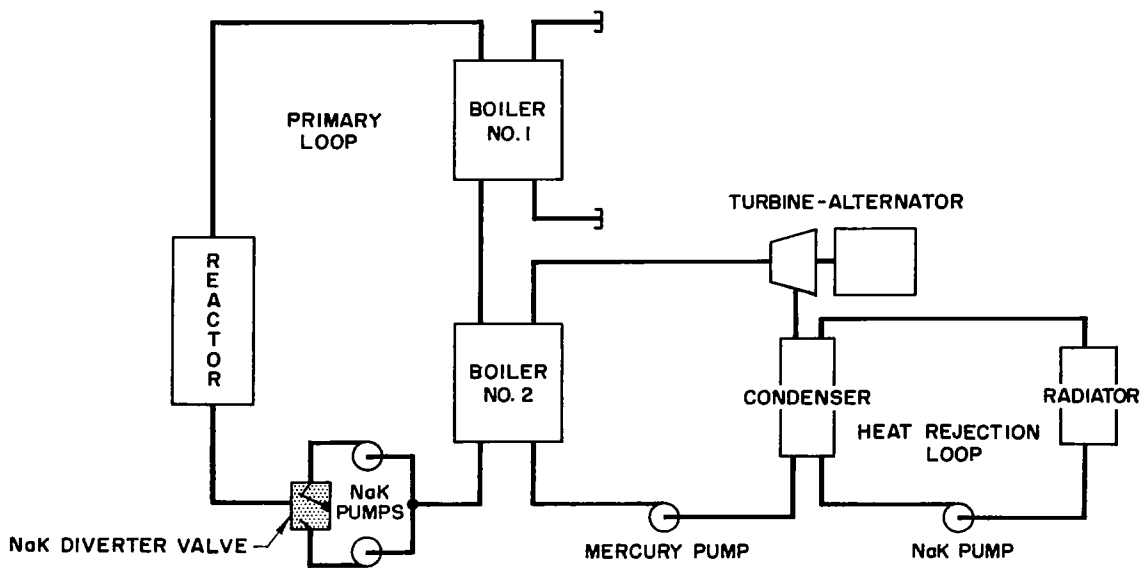 BOILER
NO. 1
PRIMARY
LOOP
TURBINE-ALTERNATOR
REACTOR
BOILER
NO. 2
CONDENSER
RADIATOR
HEAT REJECTION
LOOP
NaK
PUMPS
NaK DIVERTER VALVE
MERCURY PUMP
NaK PUMP